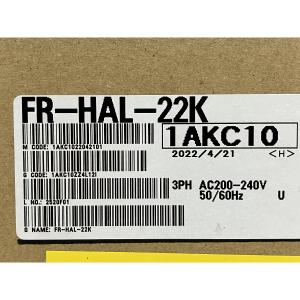 FR-HAL-22K
1AKC10
M CODE: 1AKC1022042101
2022/4/21 <H>
G CODE: 1AKC10ZZ4L12I
3PH AC200-240V
50/60Hz U
L NO.: 2520F01
G NAME: FR-HAL-22K